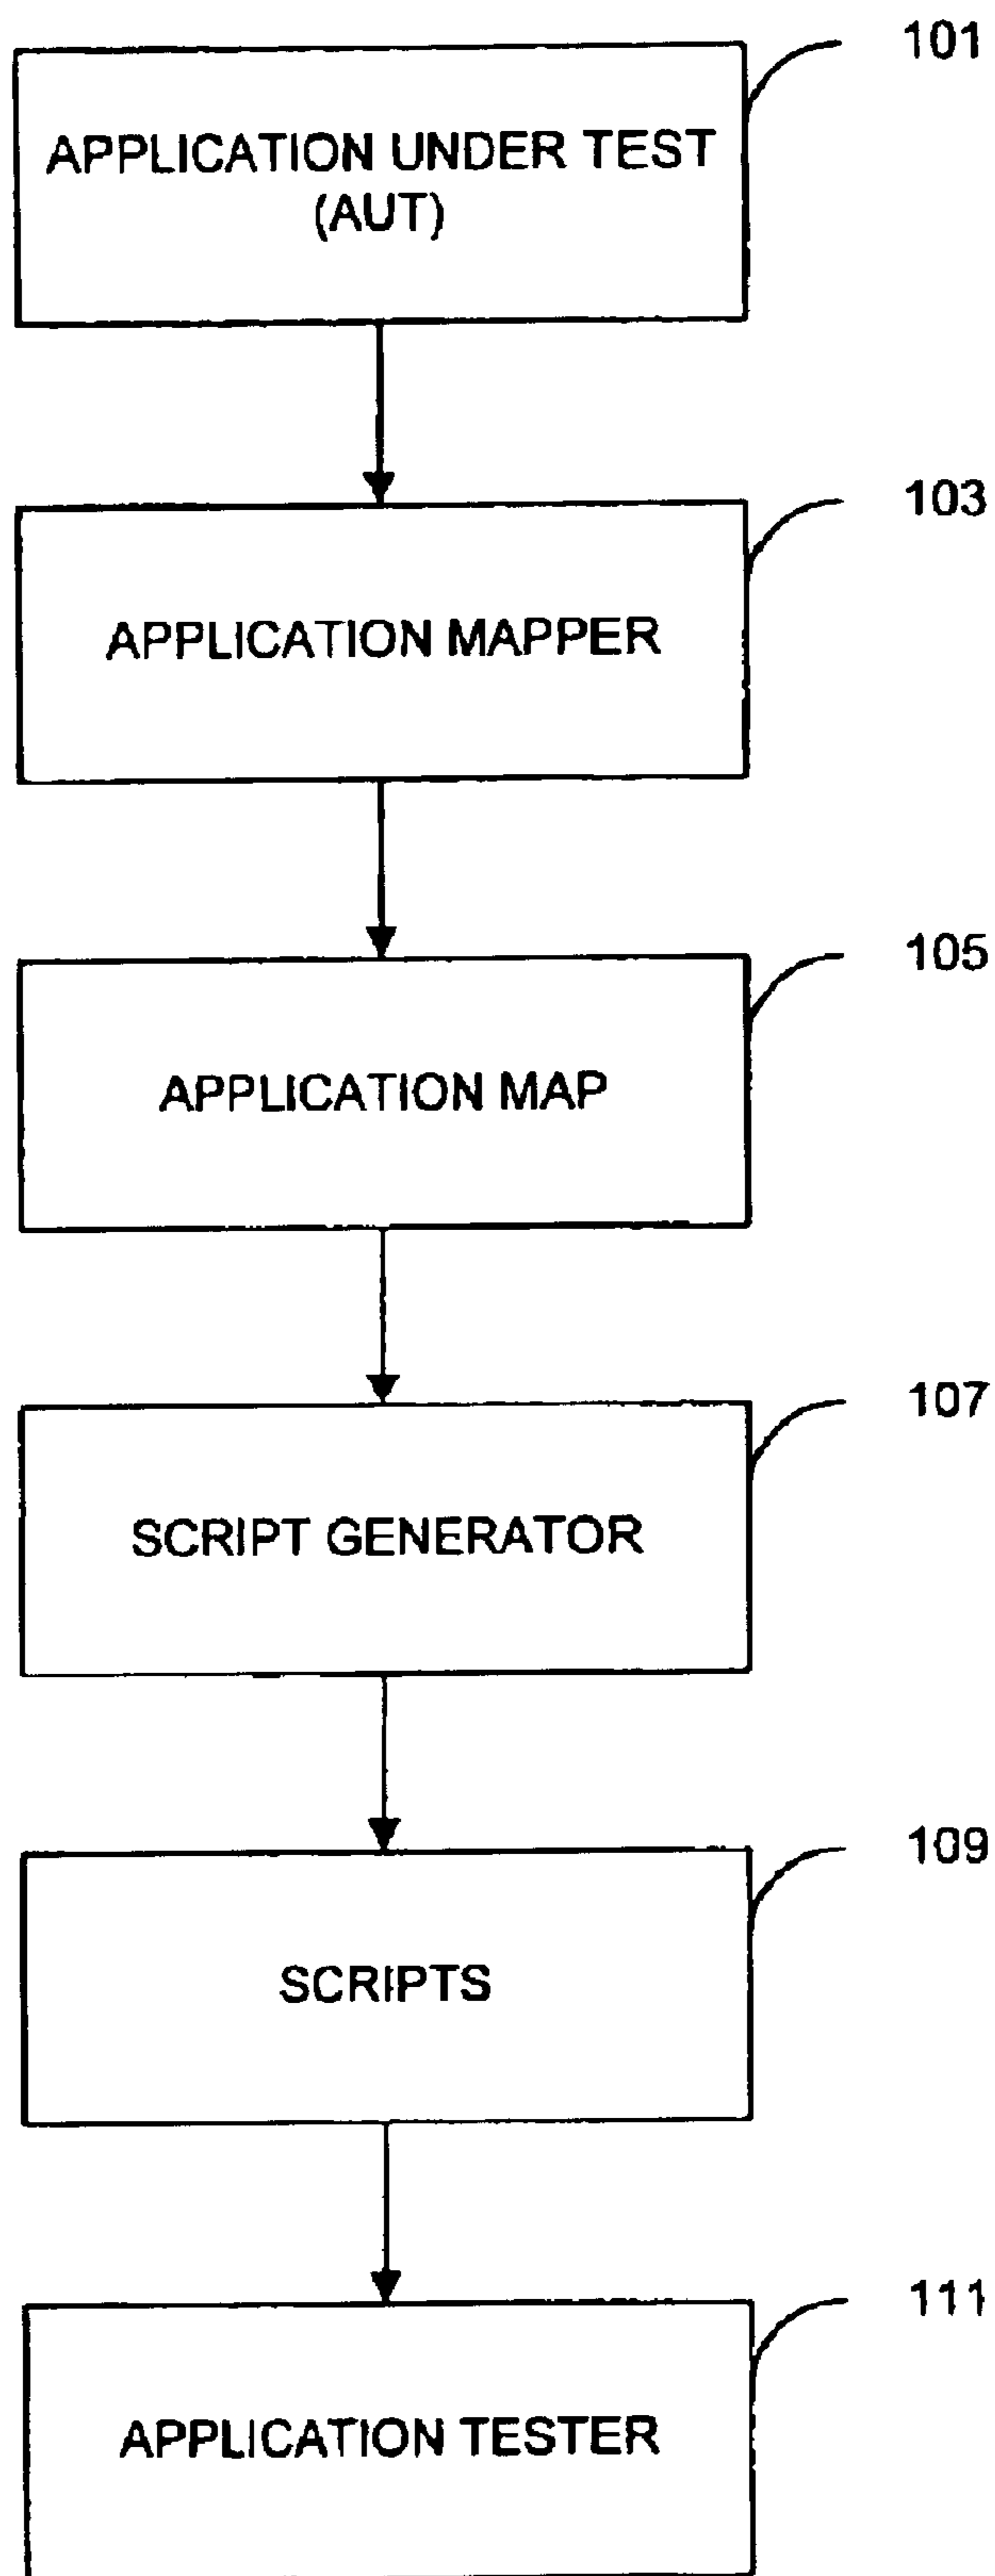 101
APPLICATION UNDER TEST
(AUT)
103
APPLICATION MAPPER
105
APPLICATION MAP
107
SCRIPT GENERATOR
109
SCRIPTS
111
APPLICATION TESTER